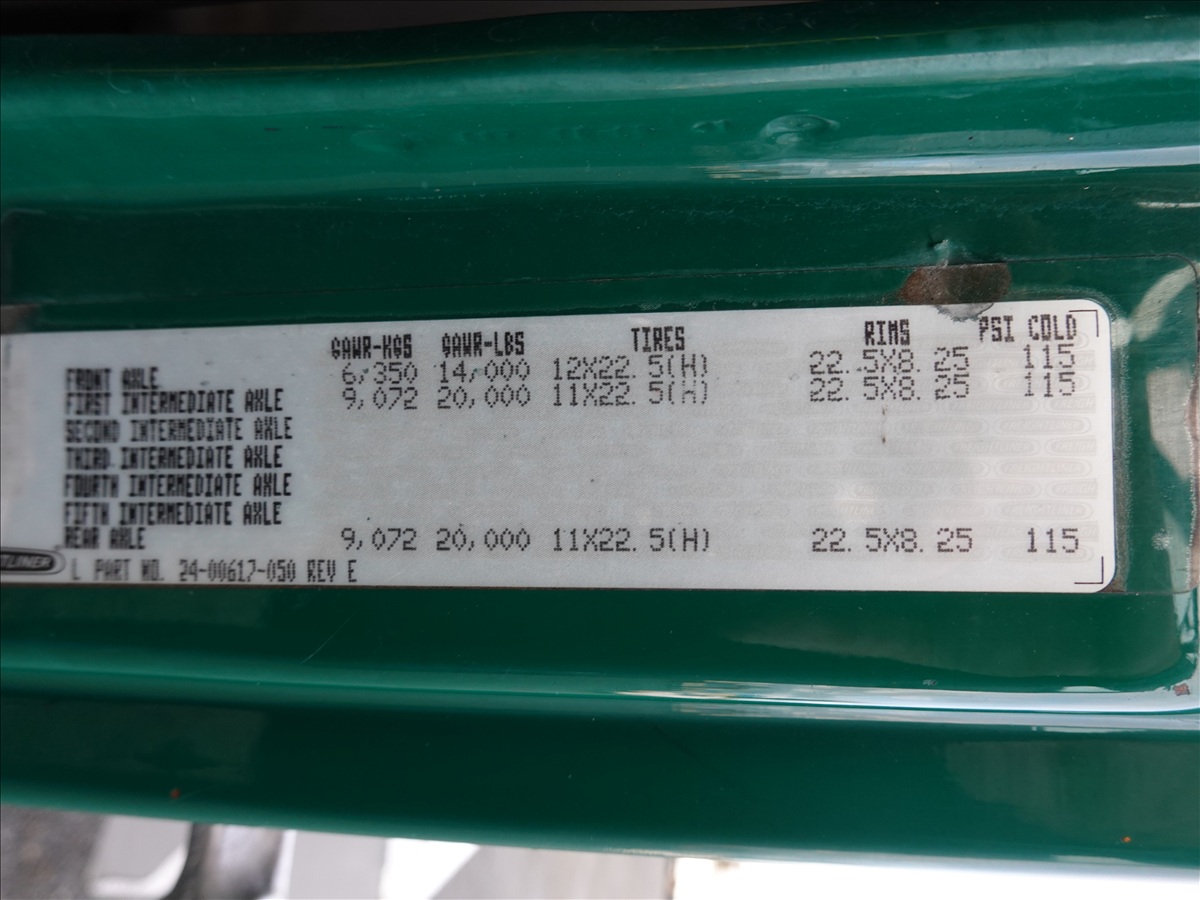 GAWR-KGS GAWR-LBS TIRES RIMS PSI COLD
FRONT AXLE 6,350 14,000 12X22.5(H) 22.5X8.25 115
FIRST INTERMEDIATE AXLE 9,072 20,000 11X22.5(H) 22.5X8.25 115
SECOND INTERMEDIATE AXLE
THIRD INTERMEDIATE AXLE
FOURTH INTERMEDIATE AXLE
FIFTH INTERMEDIATE AXLE
REAR AXLE 9,072 20,000 11X22.5(H) 22.5X8.25 115
L PART NO. 24-00617-050 REV E